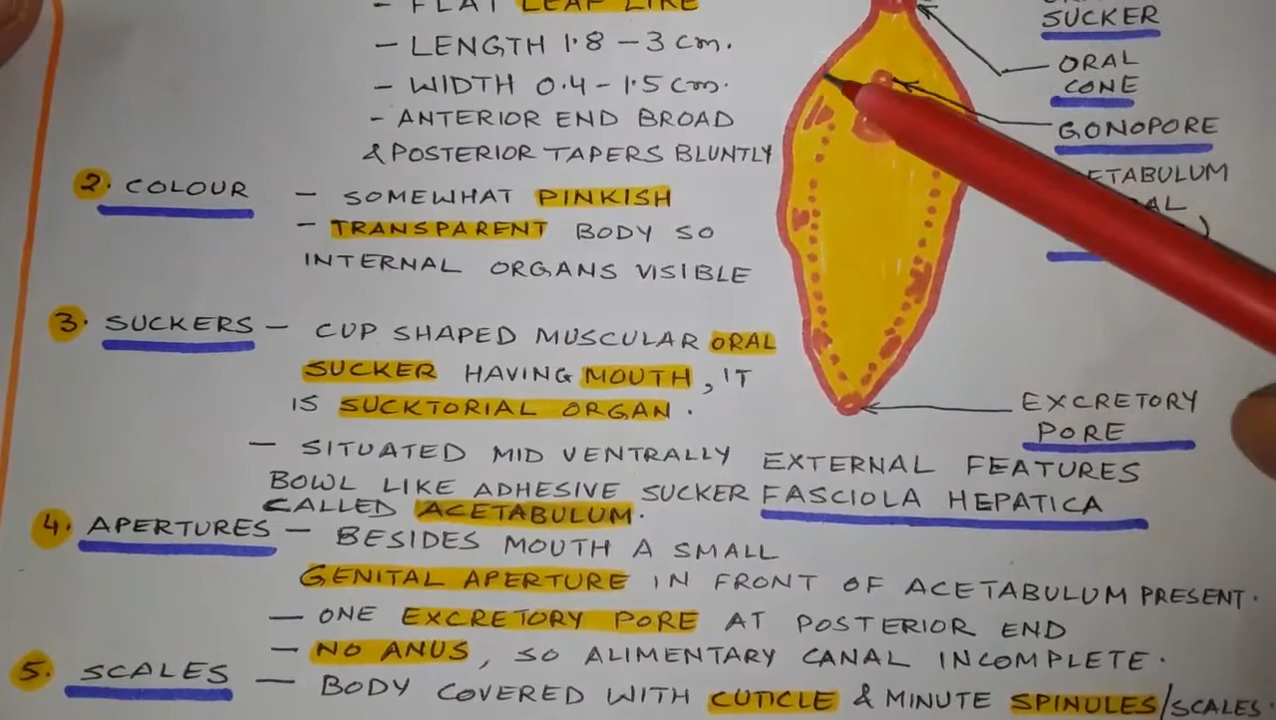 - FLAT LEAF LIKE
- LENGTH 1.8 - 3 cm.
- WIDTH 0.4 - 1.5 cm.
- ANTERIOR END BROAD
& POSTERIOR TAPERS BLUNTLY
2. COLOUR - SOMEWHAT PINKISH
- TRANSPARENT BODY SO
INTERNAL ORGANS VISIBLE
3. SUCKERS - CUP SHAPED MUSCULAR ORAL
SUCKER HAVING MOUTH, IT
IS SUCKTORIAL ORGAN.
- SITUATED MID VENTRALLY
BOWL LIKE ADHESIVE SUCKER
CALLED ACETABULUM.
4. APERTURES - BESIDES MOUTH A SMALL
GENITAL APERTURE IN FRONT OF ACETABULUM PRESENT.
- ONE EXCRETORY PORE AT POSTERIOR END
- NO ANUS, SO ALIMENTARY CANAL INCOMPLETE.
5. SCALES - BODY COVERED WITH CUTICLE & MINUTE SPINULES/SCALES.
SUCKER
ORAL
CONE
GONOPORE
EXCRETORY
PORE
EXTERNAL FEATURES
FASCIOLA HEPATICA